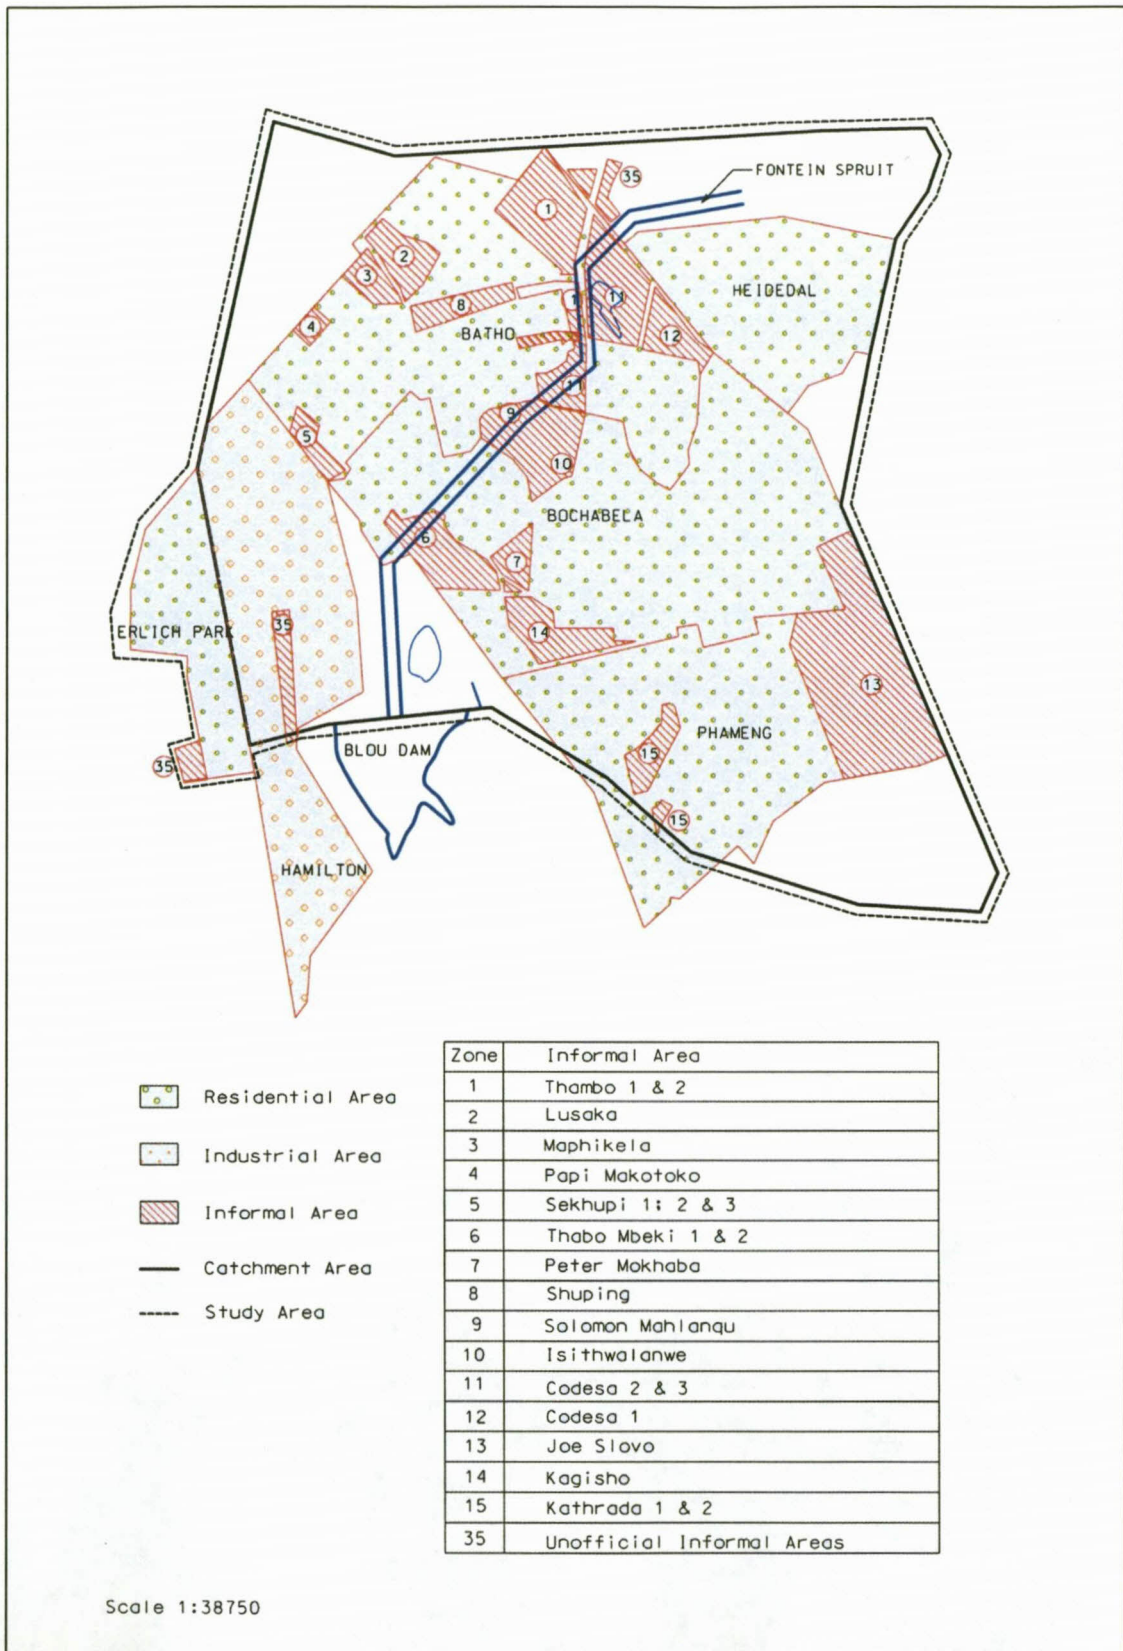 35
FONTEIN SPRUIT
1
2
HEIDEDAL
3
11
8
1
4
BATHO
12
11
9
5
10
BOCHABELA
6
7
ERLICH PARK
35
14
13
PHAMENG
BLOU DAM
15
35
15
HAMILTON
Residential Area
Industrial Area
Informal Area
Catchment Area
Study Area
Zone Informal Area
1 Thambo 1 & 2
2 Lusaka
3 Maphikela
4 Papi Makotoko
5 Sekhupi 1; 2 & 3
6 Thabo Mbeki 1 & 2
7 Peter Mokhaba
8 Shuping
9 Solomon Mahlanqu
10 Isithwalanwe
11 Codesa 2 & 3
12 Codesa 1
13 Joe Slovo
14 Kagisho
15 Kathrada 1 & 2
35 Unofficial Informal Areas
Scale 1:38750